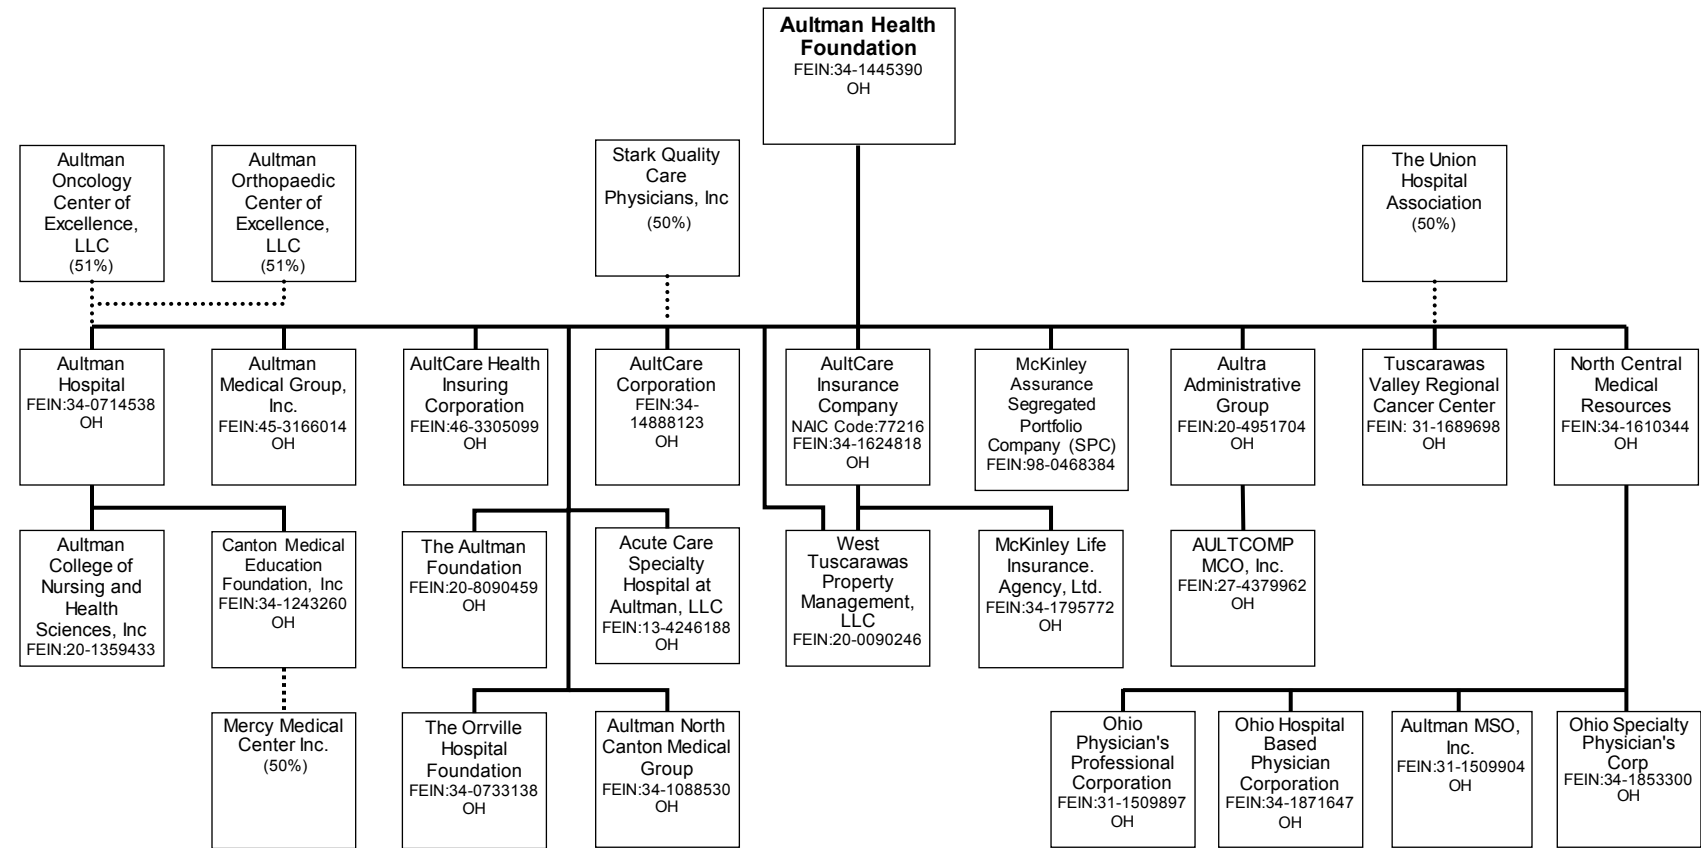 Aultman Health
Foundation
FEIN:34-1445390
OH
Aultman
Oncology
Center of
Excellence,
LLC
(51%)
Aultman
Orthopaedic
Center of
Excellence,
LLC
(51%)
Stark Quality
Care
Physicians, Inc
(50%)
The Union
Hospital
Association
(50%)
Aultman
Hospital
FEIN:34-0714538
OH
Aultman
Medical Group,
Inc.
FEIN:45-3166014
OH
AultCare Health
Insuring
Corporation
FEIN:46-3305099
OH
AultCare
Corporation
FEIN:34-
14888123
OH
AultCare
Insurance
Company
NAIC Code:77216
FEIN:34-1624818
OH
McKinley
Assurance
Segregated
Portfolio
Company (SPC)
FEIN:98-0468384
Aultra
Administrative
Group
FEIN:20-4951704
OH
Tuscarawas
Valley Regional
Cancer Center
FEIN: 31-1689698
OH
North Central
Medical
Resources
FEIN:34-1610344
OH
Aultman
College of
Nursing and
Health
Sciences, Inc
FEIN:20-1359433
Canton Medical
Education
Foundation, Inc
FEIN:34-1243260
OH
The Aultman
Foundation
FEIN:20-8090459
OH
Acute Care
Specialty
Hospital at
Aultman, LLC
FEIN:13-4246188
OH
West
Tuscarawas
Property
Management,
LLC
FEIN:20-0090246
McKinley Life
Insurance.
Agency, Ltd.
FEIN:34-1795772
OH
AULTCOMP
MCO, Inc.
FEIN:27-4379962
OH
Mercy Medical
Center Inc.
(50%)
The Orrville
Hospital
Foundation
FEIN:34-0733138
OH
Aultman North
Canton Medical
Group
FEIN:34-1088530
OH
Ohio
Physician's
Professional
Corporation
FEIN:31-1509897
OH
Ohio Hospital
Based
Physician
Corporation
FEIN:34-1871647
OH
Aultman MSO,
Inc.
FEIN:31-1509904
OH
Ohio Specialty
Physician's
Corp
FEIN:34-1853300
OH